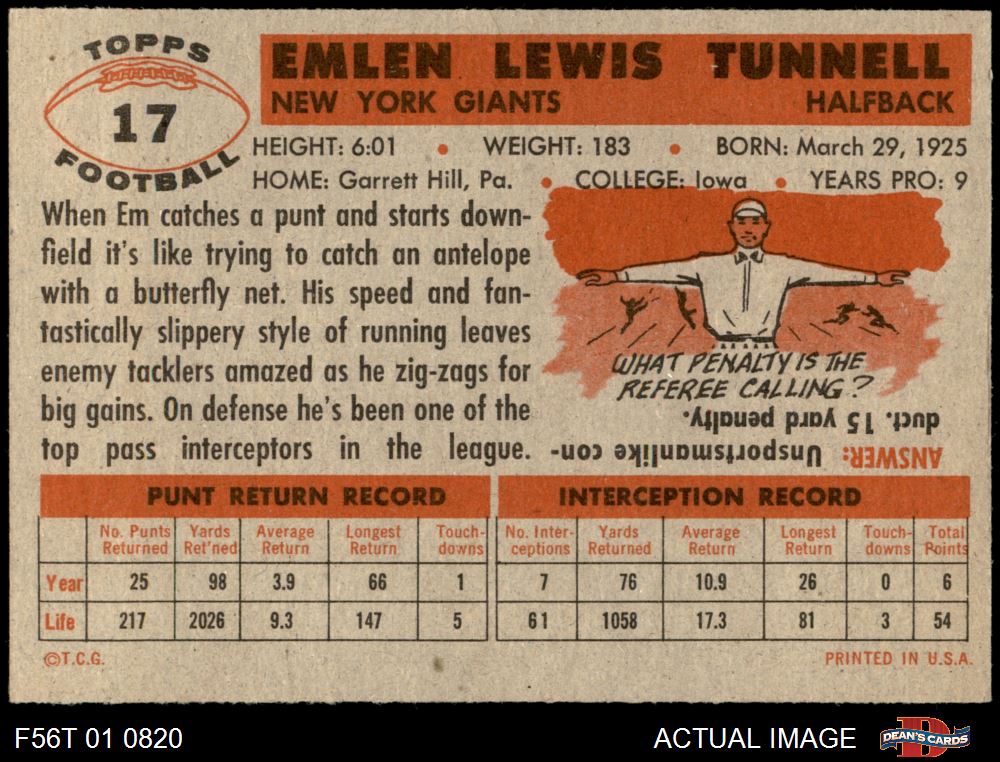 TOPPS
17
FOOTBALL
EMLEN LEWIS TUNNELL
NEW YORK GIANTS HALFBACK
HEIGHT: 6:01 • WEIGHT: 183 • BORN: March 29, 1925
HOME: Garrett Hill, Pa. • COLLEGE: Iowa • YEARS PRO: 9
When Em catches a punt and starts down-
field it's like trying to catch an antelope
with a butterfly net. His speed and fan-
tastically slippery style of running leaves
enemy tacklers amazed as he zig-zags for
big gains. On defense he's been one of the
top pass interceptors in the league.
WHAT PENALTY IS THE
REFEREE CALLING?
ANSWER: Unsportsmanlike con-
duct. 15 yard penalty.
PUNT RETURN RECORD
No. Punts Returned Yards Ret'ned Average Return Longest Return Touch-downs
Year 25 98 3.9 66 1
Life 217 2026 9.3 147 5
INTERCEPTION RECORD
No. Inter-ceptions Yards Returned Average Return Longest Return Touch-downs Total Points
7 76 10.9 26 0 6
61 1058 17.3 81 3 54
©T.C.G. PRINTED IN U.S.A.
F56T 01 0820 ACTUAL IMAGE DEAN'S CARDS